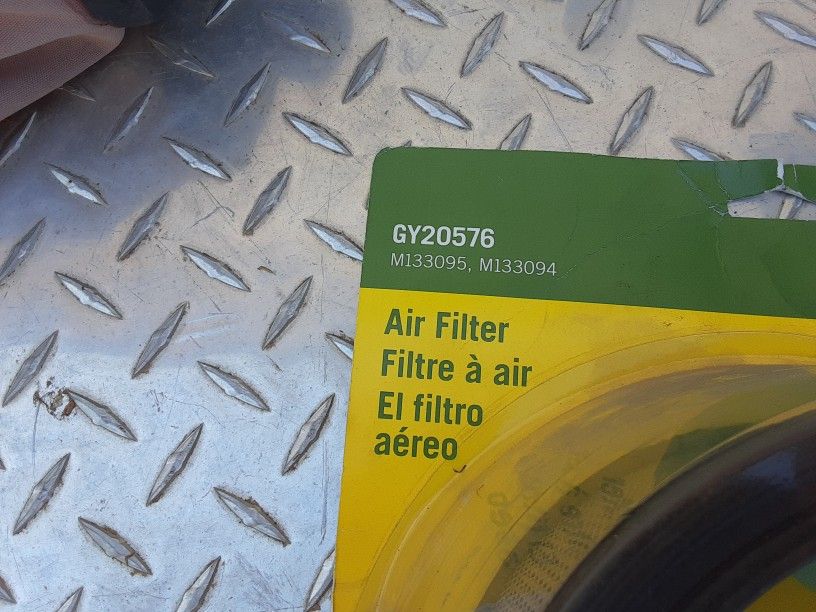 GY20576
M133095, M133094
Air Filter
Filtre à air
El filtro
aéreo